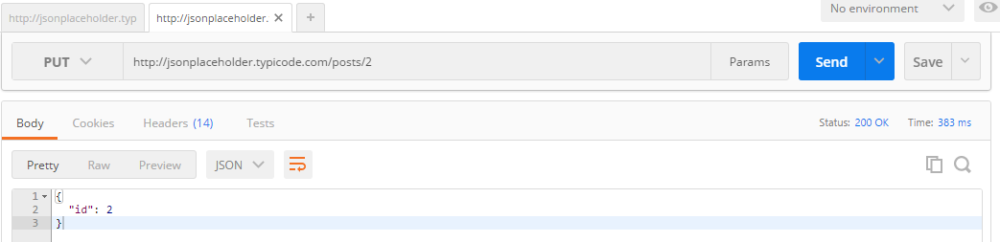 No environment
http://jsonplaceholder.typ http://jsonplaceholder. × +
PUT http://jsonplaceholder.typicode.com/posts/2 Params Send Save
Body Cookies Headers (14) Tests Status: 200 OK Time: 383 ms
Pretty Raw Preview JSON
1 {
2 "id": 2
3 }